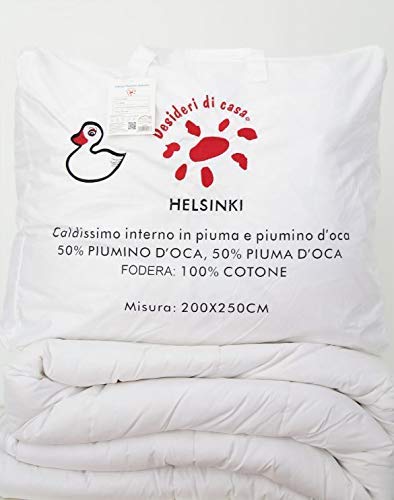 Desideri di casa®
HELSINKI
Caldissimo interno in piuma e piumino d'oca
50% PIUMINO D'OCA, 50% PIUMA D'OCA
FODERA: 100% COTONE
Misura: 200X250CM